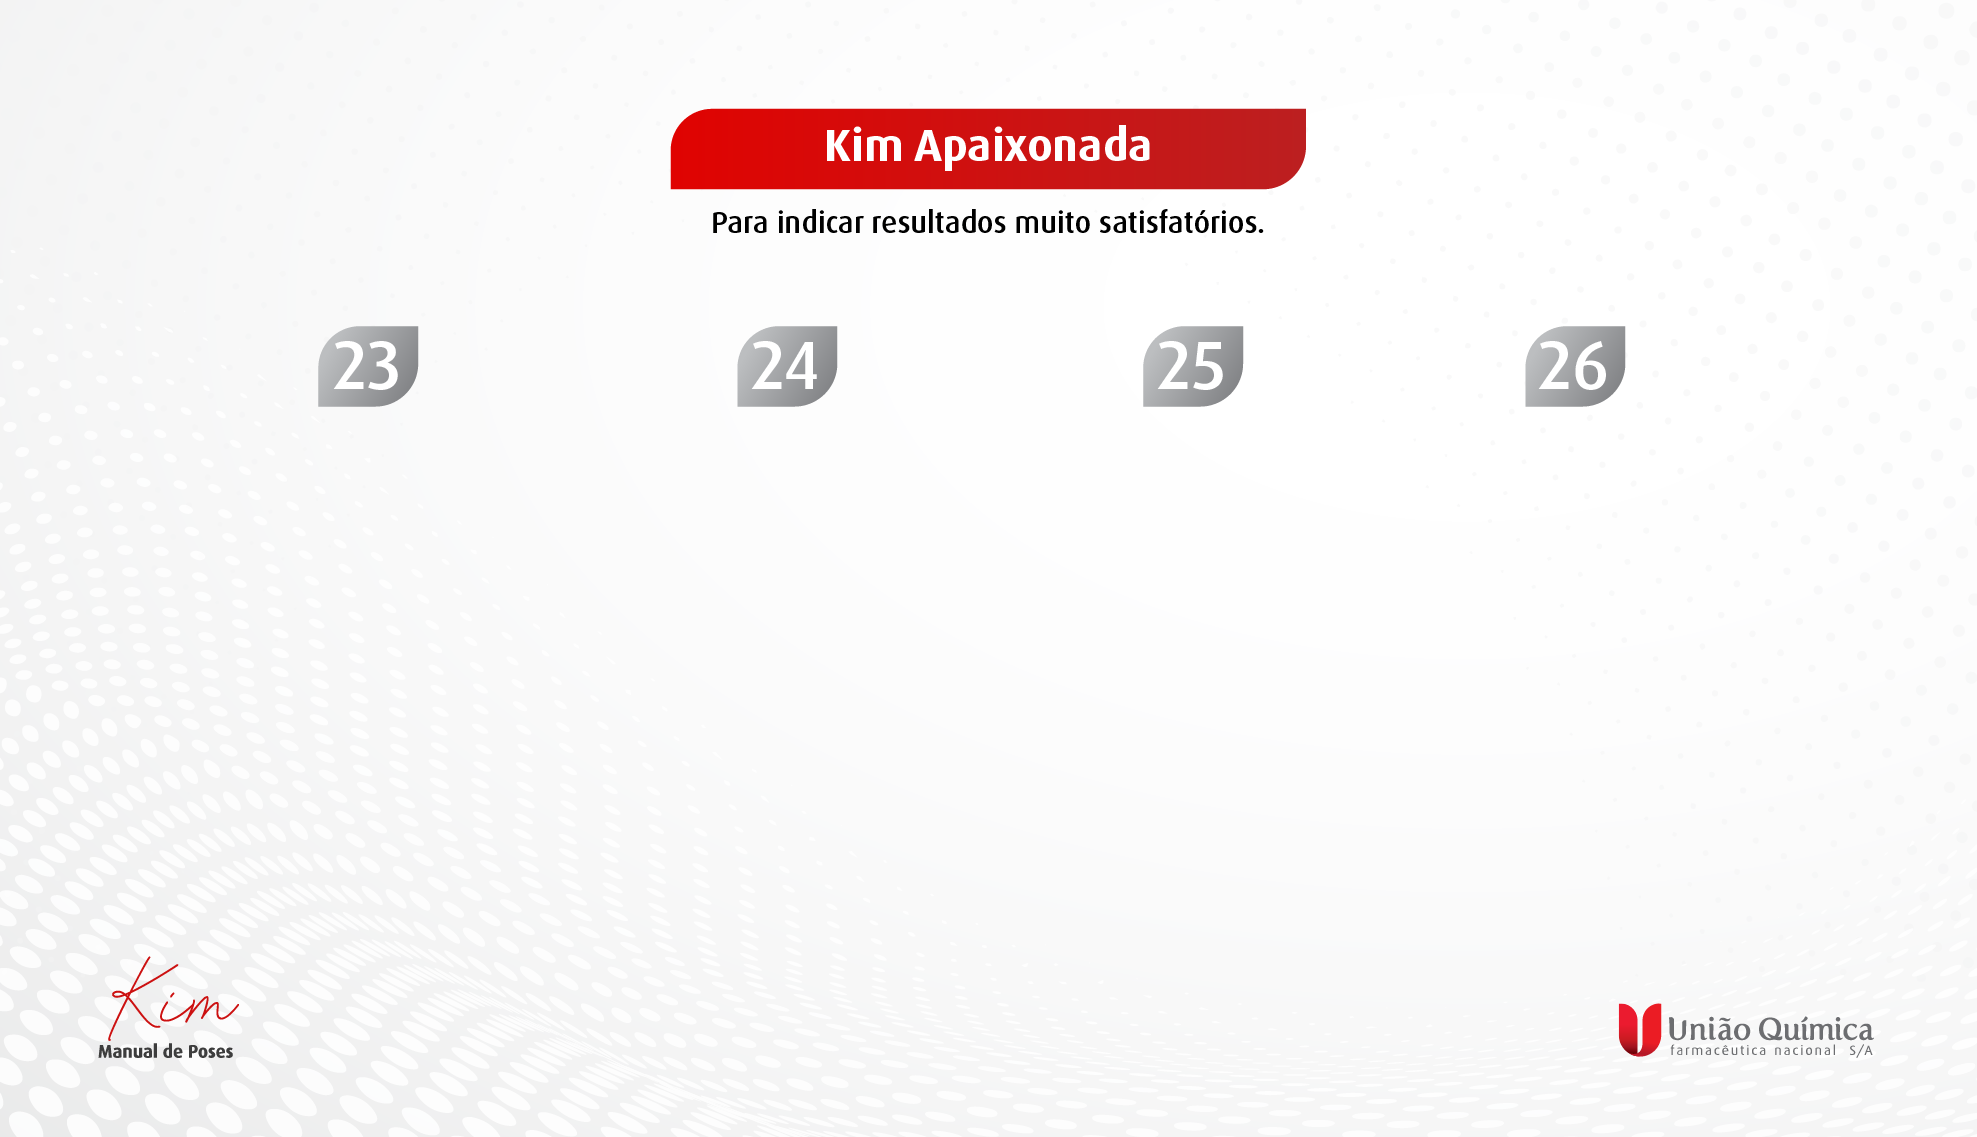 Kim Apaixonada
Para indicar resultados muito satisfatórios.
23 24 25 26
Kim
Manual de Poses
União Química
farmacêutica nacional S/A